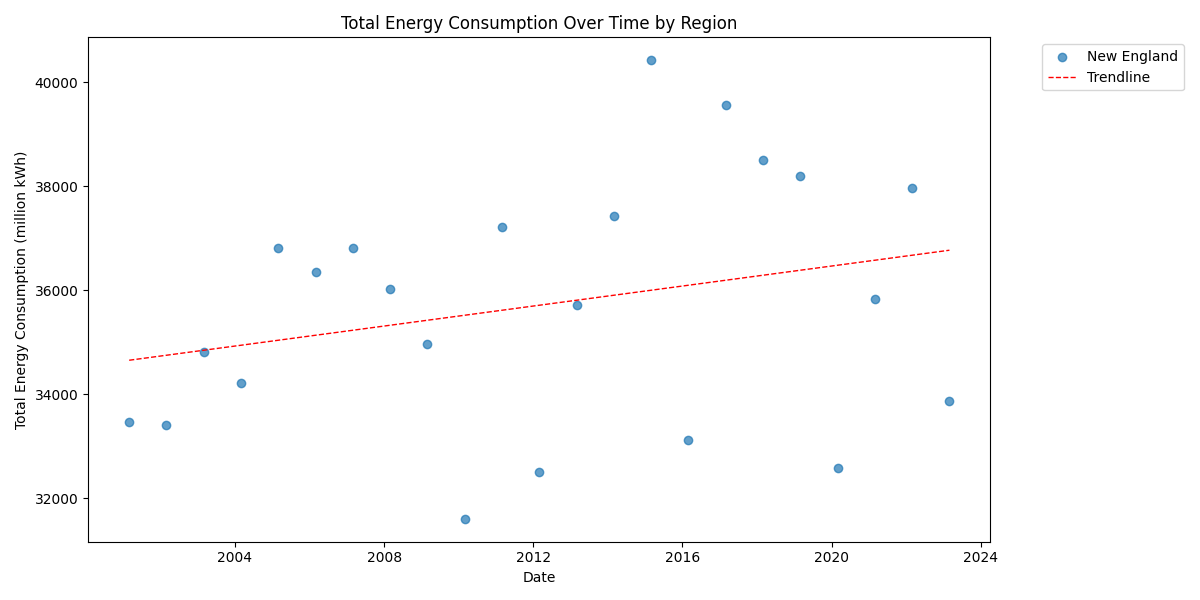 Total Energy Consumption Over Time by Region
New England
Trendline
Total Energy Consumption (million kWh)
40000
38000
36000
34000
32000
2004 2008 2012 2016 2020 2024
Date